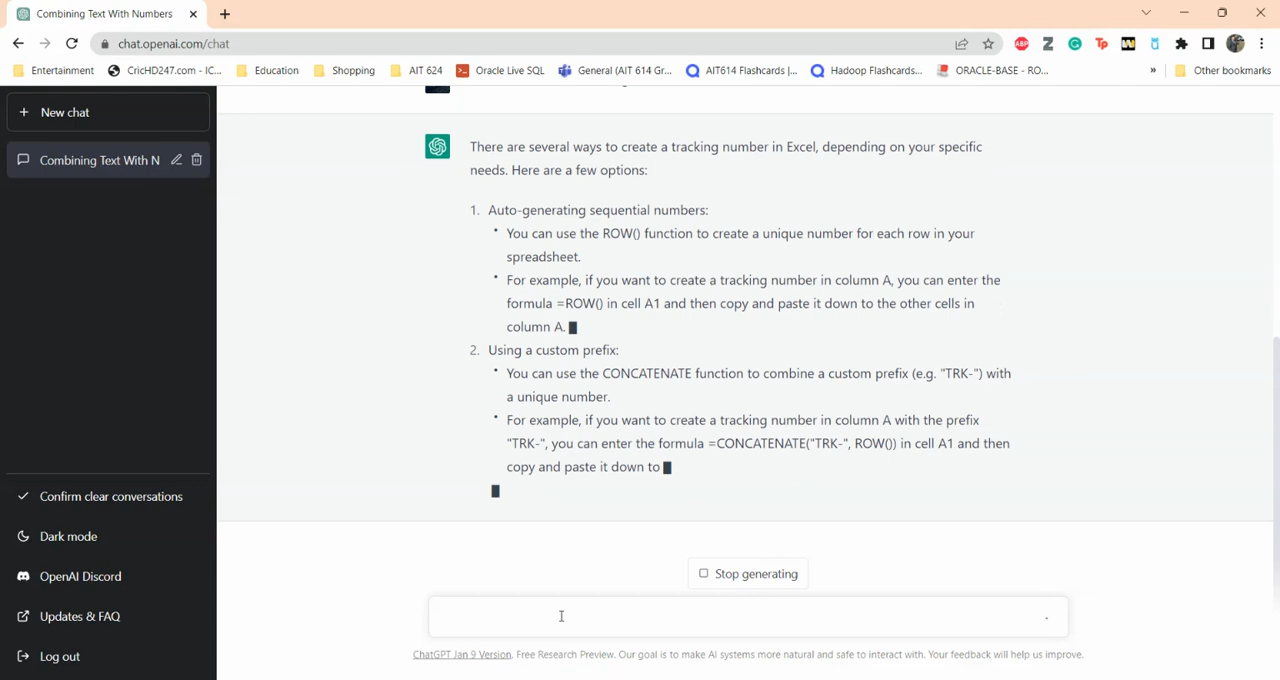 Combining Text With Numbers
chat.openai.com/chat
ABP
Tp
Entertainment
CricHD247.com - IC...
Education
Shopping
AIT 624
Oracle Live SQL
General (AIT 614 Gr...
AIT614 Flashcards |...
Hadoop Flashcards...
ORACLE-BASE - RO...
»
Other bookmarks
New chat
Combining Text With N
There are several ways to create a tracking number in Excel, depending on your specific
needs. Here are a few options:
1. Auto-generating sequential numbers:
• You can use the ROW() function to create a unique number for each row in your
spreadsheet.
• For example, if you want to create a tracking number in column A, you can enter the
formula =ROW() in cell A1 and then copy and paste it down to the other cells in
column A.
2. Using a custom prefix:
• You can use the CONCATENATE function to combine a custom prefix (e.g. "TRK-") with
a unique number.
• For example, if you want to create a tracking number in column A with the prefix
"TRK-", you can enter the formula =CONCATENATE("TRK-", ROW()) in cell A1 and then
copy and paste it down to
Confirm clear conversations
Dark mode
OpenAI Discord
Updates & FAQ
Log out
Stop generating
ChatGPT Jan 9 Version. Free Research Preview. Our goal is to make AI systems more natural and safe to interact with. Your feedback will help us improve.